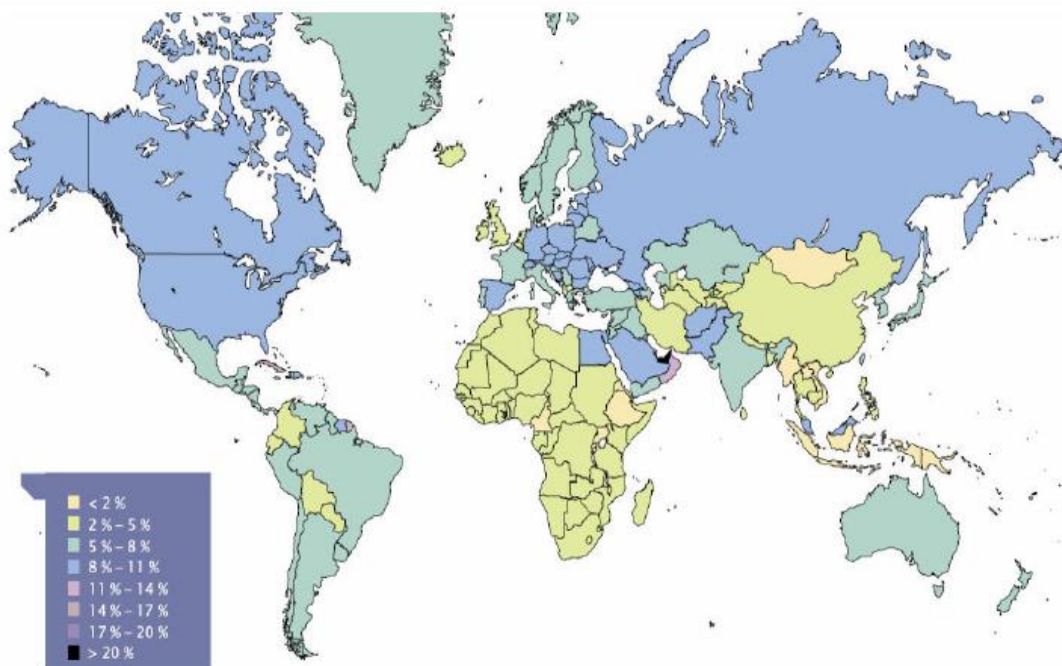 < 2 %
2 % – 5 %
5 % – 8 %
8 % – 11 %
11 % – 14 %
14 % – 17 %
17 % – 20 %
> 20 %